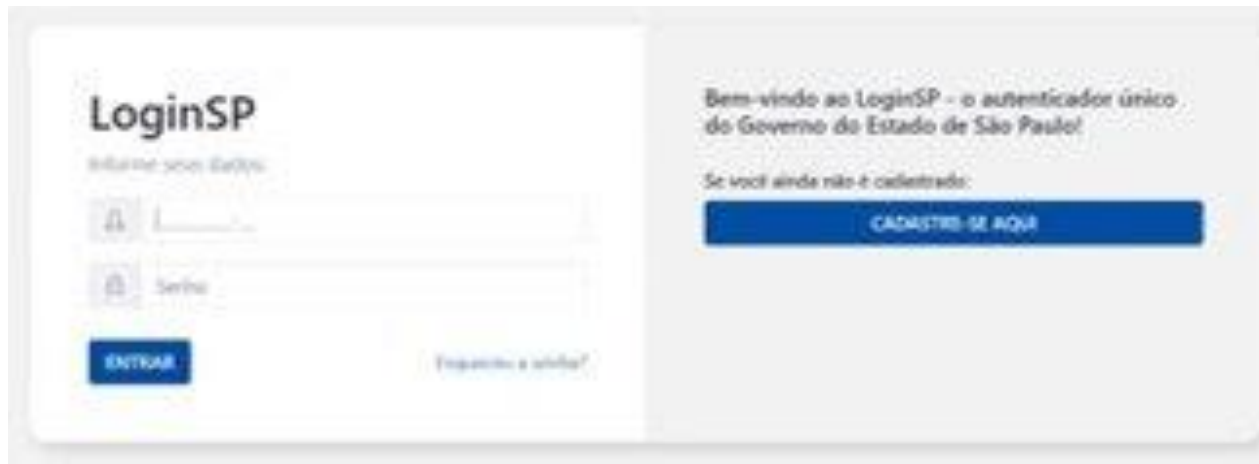 LoginSP
Informe seus dados
Senha
ENTRAR
Esqueceu a senha?
Bem-vindo ao LoginSP - o autenticador único
do Governo do Estado de São Paulo!
Se você ainda não é cadastrado:
CADASTRE-SE AQUI